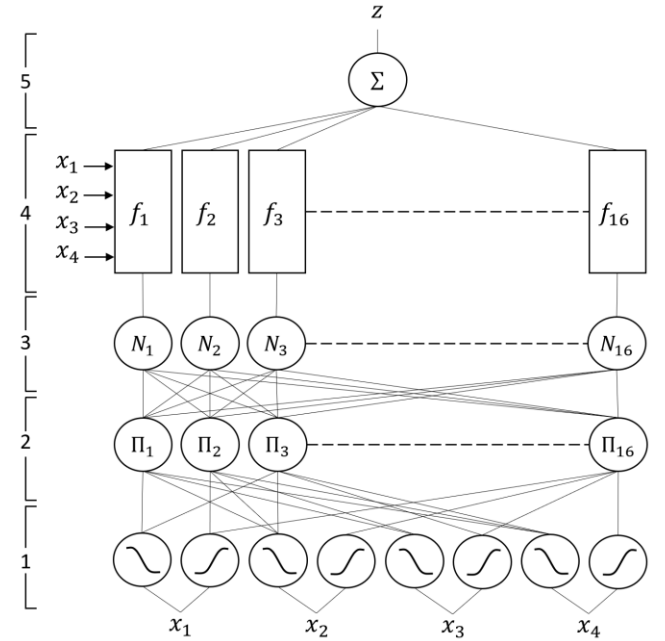 z
5
Σ
4
x₁
x₂
x₃
x₄
f₁ f₂ f₃ f₁₆
3
N₁ N₂ N₃ N₁₆
2
Π₁ Π₂ Π₃ Π₁₆
1
x₁ x₂ x₃ x₄